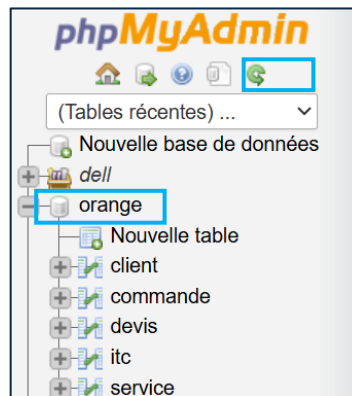 phpMyAdmin
(Tables récentes) ...
Nouvelle base de données
dell
orange
Nouvelle table
client
commande
devis
itc
service